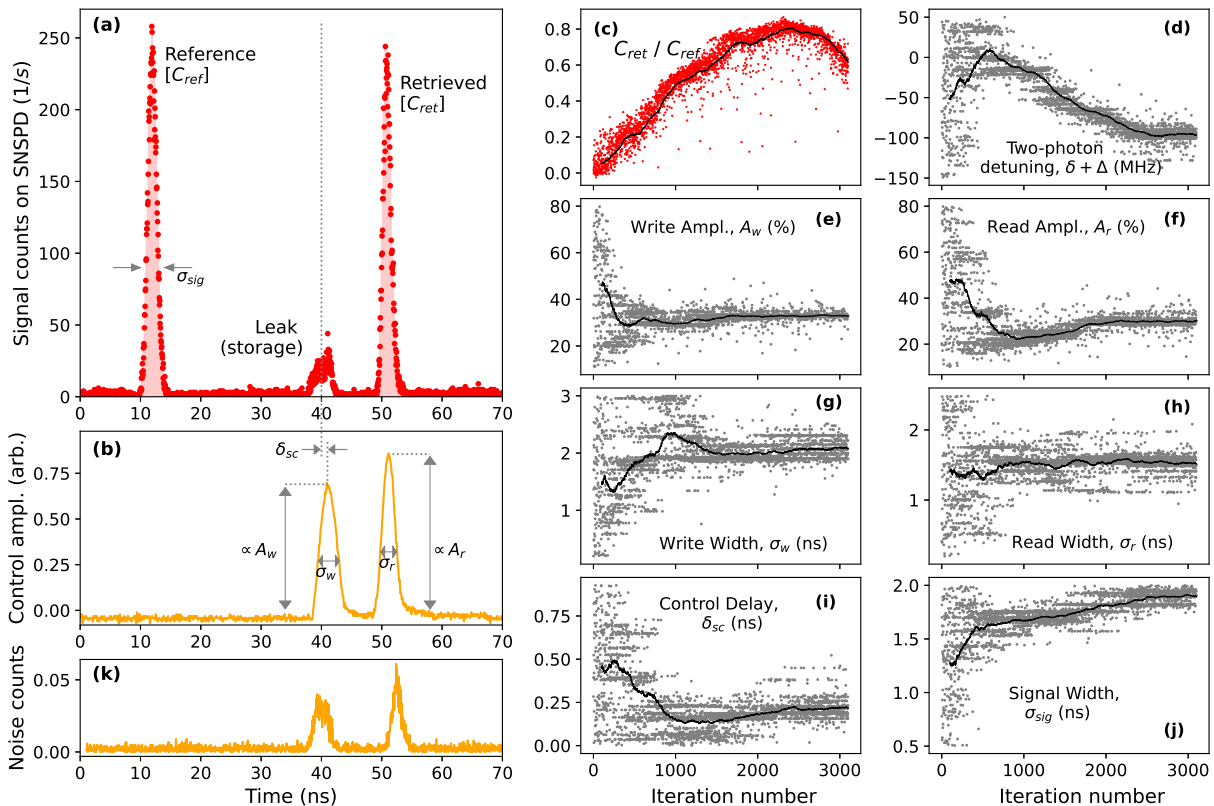 (a)
Signal counts on SNSPD (1/s)
250
200
150
100
50
0
Reference
[C_ref]
Retrieved
[C_ret]
σ_sig
Leak
(storage)
0 10 20 30 40 50 60 70
(b)
Control ampl. (arb.)
0.75
0.50
0.25
0.00
δ_sc
∝ A_w
σ_w
σ_r
∝ A_r
0 10 20 30 40 50 60 70
(k)
Noise counts
0.05
0.00
0 10 20 30 40 50 60 70
Time (ns)
(c)
C_ret / C_ref
0.8
0.6
0.4
0.2
0.0
(d)
50
0
−50
−100
−150
Two-photon
detuning, δ + Δ (MHz)
(e)
Write Ampl., A_w (%)
80
60
40
20
(f)
Read Ampl., A_r (%)
80
60
40
20
(g)
3
2
1
Write Width, σ_w (ns)
(h)
2
1
Read Width, σ_r (ns)
(i)
Control Delay,
δ_sc (ns)
0.75
0.50
0.25
0.00
0 1000 2000 3000
Iteration number
2.0
1.5
1.0
0.5
Signal Width,
σ_sig (ns)
(j)
0 1000 2000 3000
Iteration number